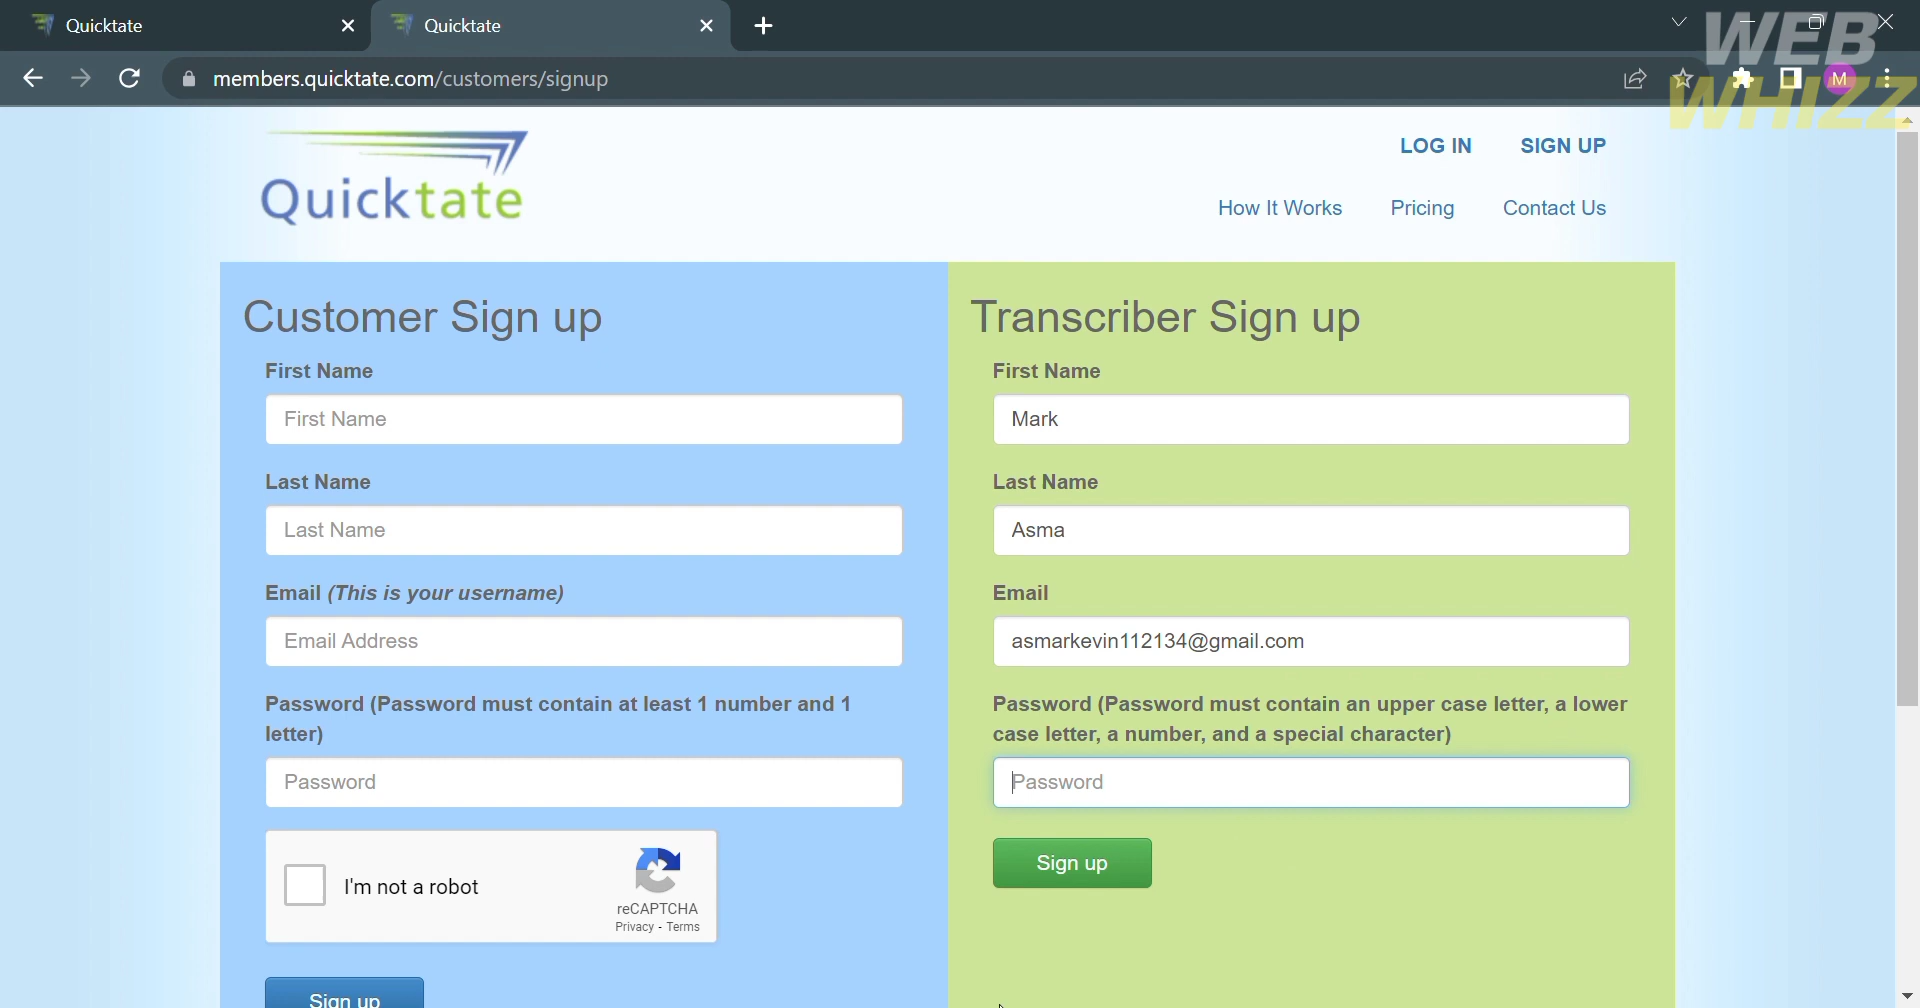 Quicktate
Quicktate
WEB
WHIZZ
members.quicktate.com/customers/signup
M
Quicktate
LOG IN SIGN UP
How It Works Pricing Contact Us
Customer Sign up
First Name
First Name
Last Name
Last Name
Email (This is your username)
Email Address
Password (Password must contain at least 1 number and 1
letter)
Password
I'm not a robot
reCAPTCHA
Privacy - Terms
Sign up
Transcriber Sign up
First Name
Mark
Last Name
Asma
Email
asmarkevin112134@gmail.com
Password (Password must contain an upper case letter, a lower
case letter, a number, and a special character)
Password
Sign up